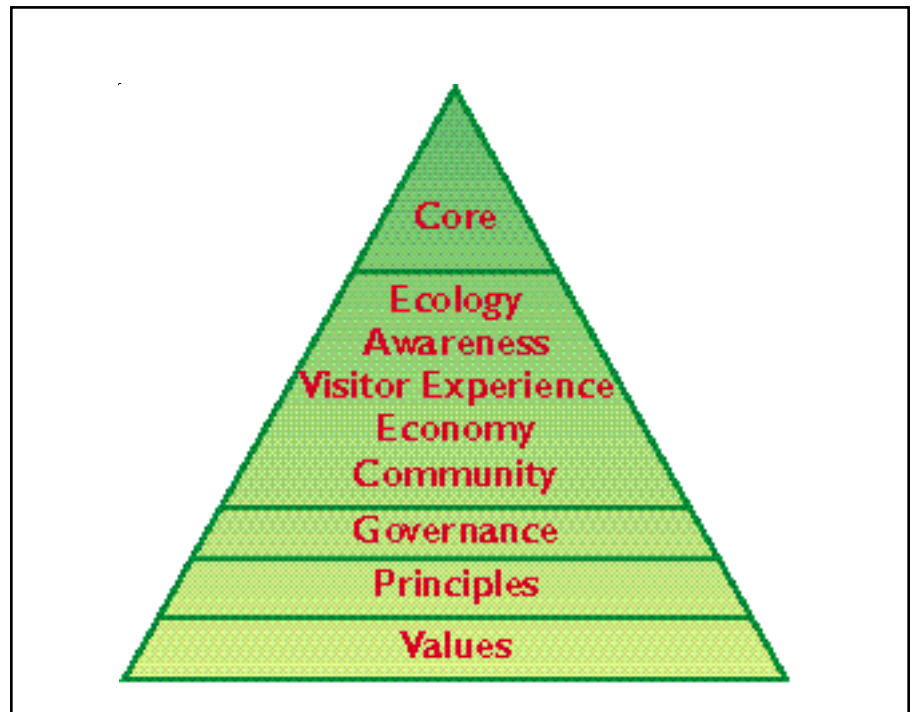 Core
Ecology
Awareness
Visitor Experience
Economy
Community
Governance
Principles
Values